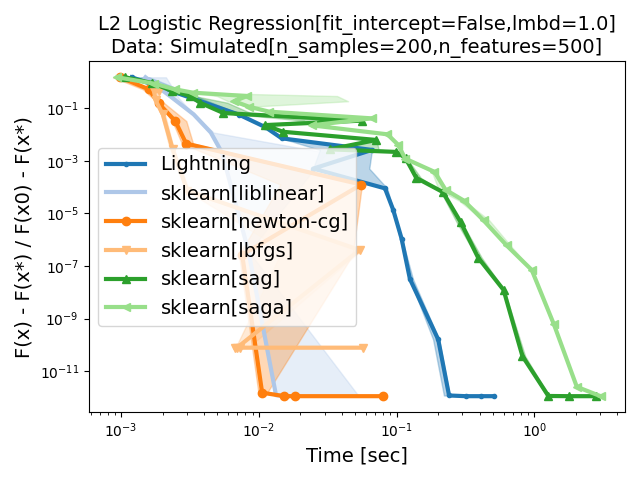 L2 Logistic Regression[fit_intercept=False,lmbd=1.0]
Data: Simulated[n_samples=200,n_features=500]
F(x) - F(x*) / F(x0) - F(x*)
10⁻¹
10⁻³
10⁻⁵
10⁻⁷
10⁻⁹
10⁻¹¹
Lightning
sklearn[liblinear]
sklearn[newton-cg]
sklearn[lbfgs]
sklearn[sag]
sklearn[saga]
10⁻³ 10⁻² 10⁻¹ 10⁰
Time [sec]